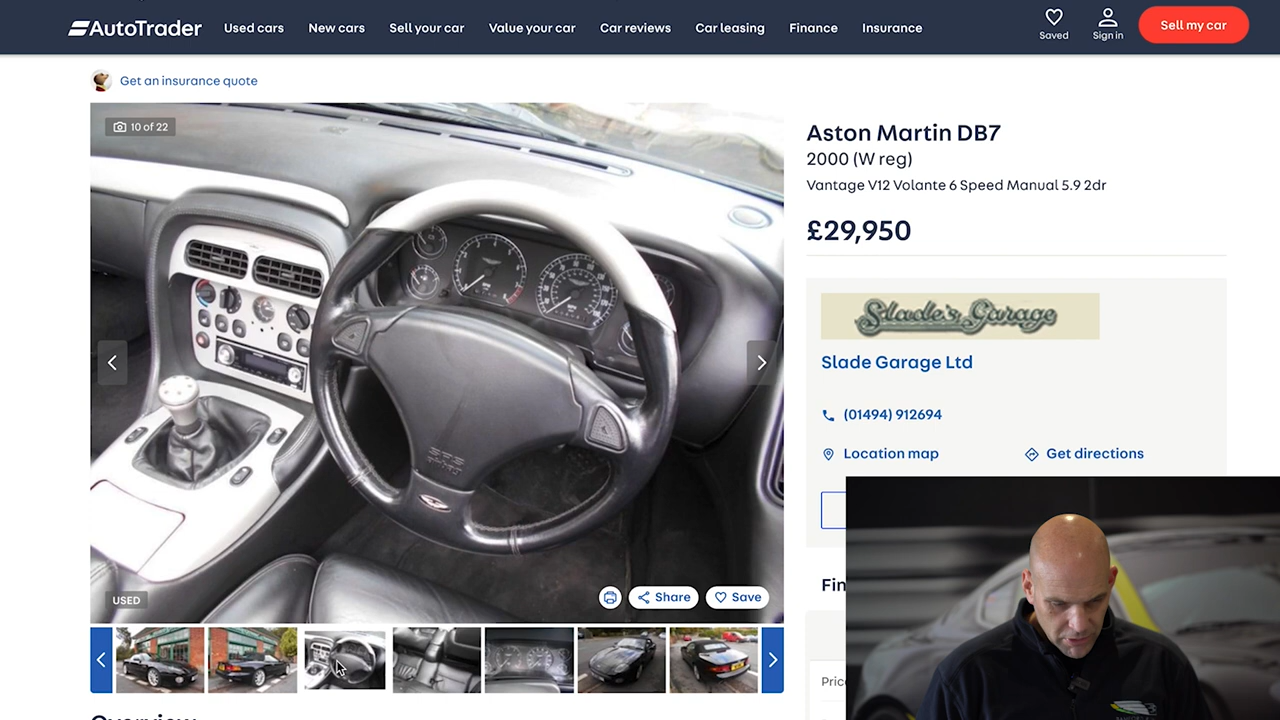 AutoTrader
Used cars
New cars
Sell your car
Value your car
Car reviews
Car leasing
Finance
Insurance
Saved
Sign in
Sell my car
Get an insurance quote
10 of 22
Aston Martin DB7
2000 (W reg)
Vantage V12 Volante 6 Speed Manual 5.9 2dr
£29,950
Slade's Garage
Slade Garage Ltd
(01494) 912694
Location map
Get directions
USED
Share
Save
Fin
Pric
Overview